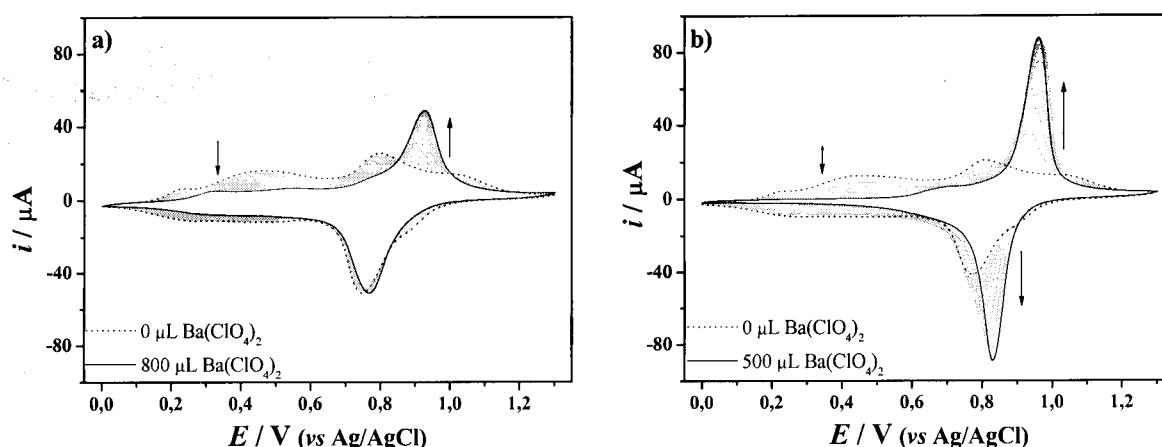 a)
80
40
0
-40
-80
i / µA
0 µL Ba(ClO₄)₂
800 µL Ba(ClO₄)₂
0,0 0,2 0,4 0,6 0,8 1,0 1,2
E / V (vs Ag/AgCl)
b)
80
40
0
-40
-80
i / µA
0 µL Ba(ClO₄)₂
500 µL Ba(ClO₄)₂
0,0 0,2 0,4 0,6 0,8 1,0 1,2
E / V (vs Ag/AgCl)